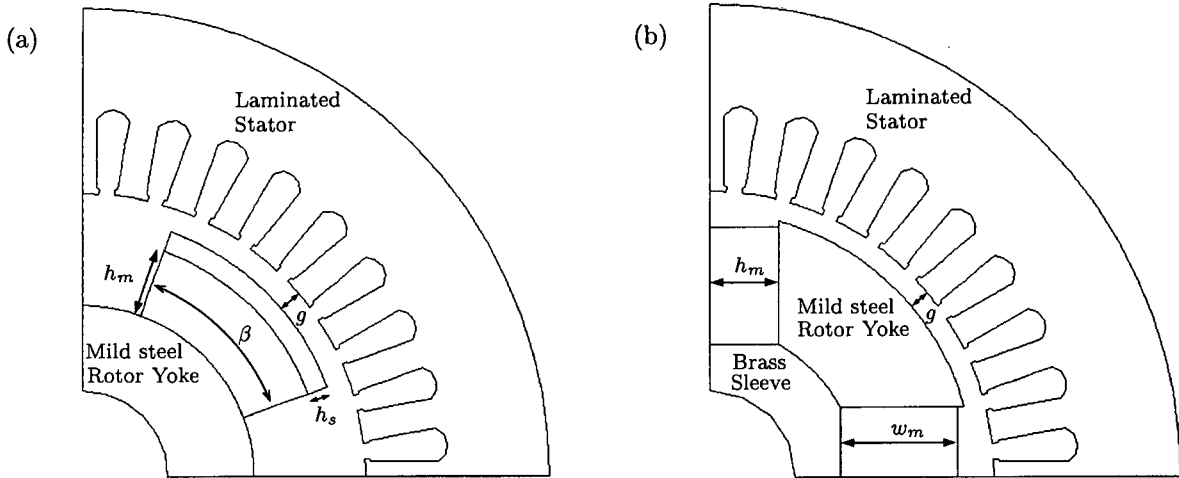 (a)
Laminated
Stator
h_m
β
g
h_s
Mild steel
Rotor Yoke
(b)
Laminated
Stator
h_m
g
Mild steel
Rotor Yoke
Brass
Sleeve
w_m